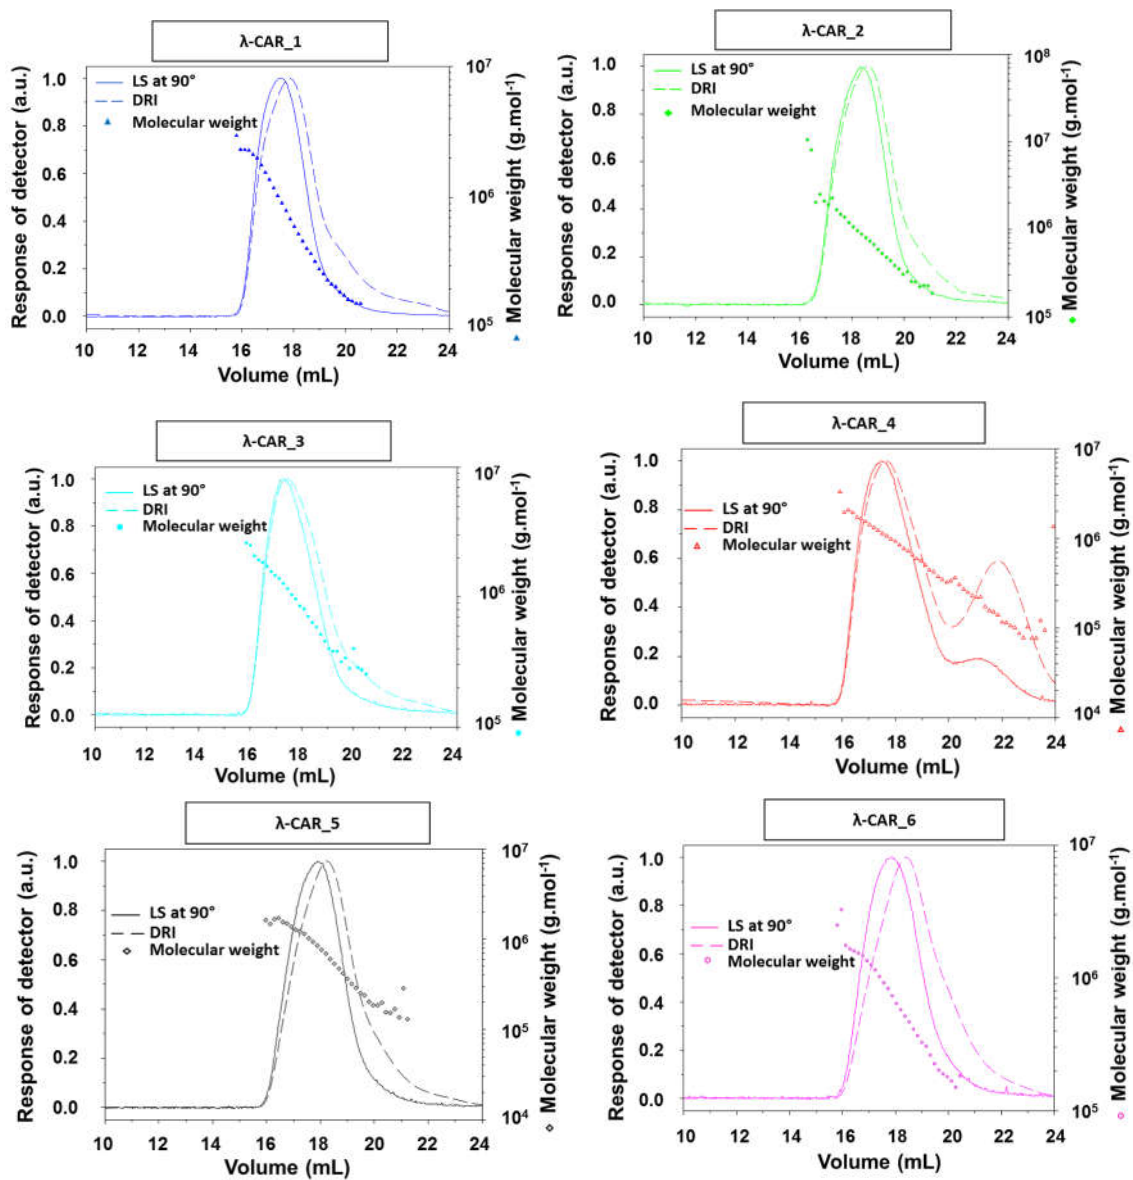 λ-CAR_1
LS at 90°
DRI
Molecular weight
Response of detector (a.u.)
1.0
0.8
0.6
0.4
0.2
0.0
10⁷
10⁶
10⁵
Molecular weight (g.mol⁻¹)
10 12 14 16 18 20 22 24
Volume (mL)
λ-CAR_2
LS at 90°
DRI
Molecular weight
Response of detector (a.u.)
1.0
0.8
0.6
0.4
0.2
0.0
10⁸
10⁷
10⁶
10⁵
Molecular weight (g.mol⁻¹)
10 12 14 16 18 20 22 24
Volume (mL)
λ-CAR_3
LS at 90°
DRI
Molecular weight
Response of detector (a.u.)
1.0
0.8
0.6
0.4
0.2
0.0
10⁷
10⁶
10⁵
Molecular weight (g.mol⁻¹)
10 12 14 16 18 20 22 24
Volume (mL)
λ-CAR_4
LS at 90°
DRI
Molecular weight
Response of detector (a.u.)
1.0
0.8
0.6
0.4
0.2
0.0
10⁷
10⁶
10⁵
10⁴
Molecular weight (g.mol⁻¹)
10 12 14 16 18 20 22 24
Volume (mL)
λ-CAR_5
LS at 90°
DRI
Molecular weight
Response of detector (a.u.)
1.0
0.8
0.6
0.4
0.2
0.0
10⁷
10⁶
10⁵
10⁴
Molecular weight (g.mol⁻¹)
10 12 14 16 18 20 22 24
Volume (mL)
λ-CAR_6
LS at 90°
DRI
Molecular weight
Response of detector (a.u.)
1.0
0.8
0.6
0.4
0.2
0.0
10⁷
10⁶
10⁵
Molecular weight (g.mol⁻¹)
10 12 14 16 18 20 22 24
Volume (mL)